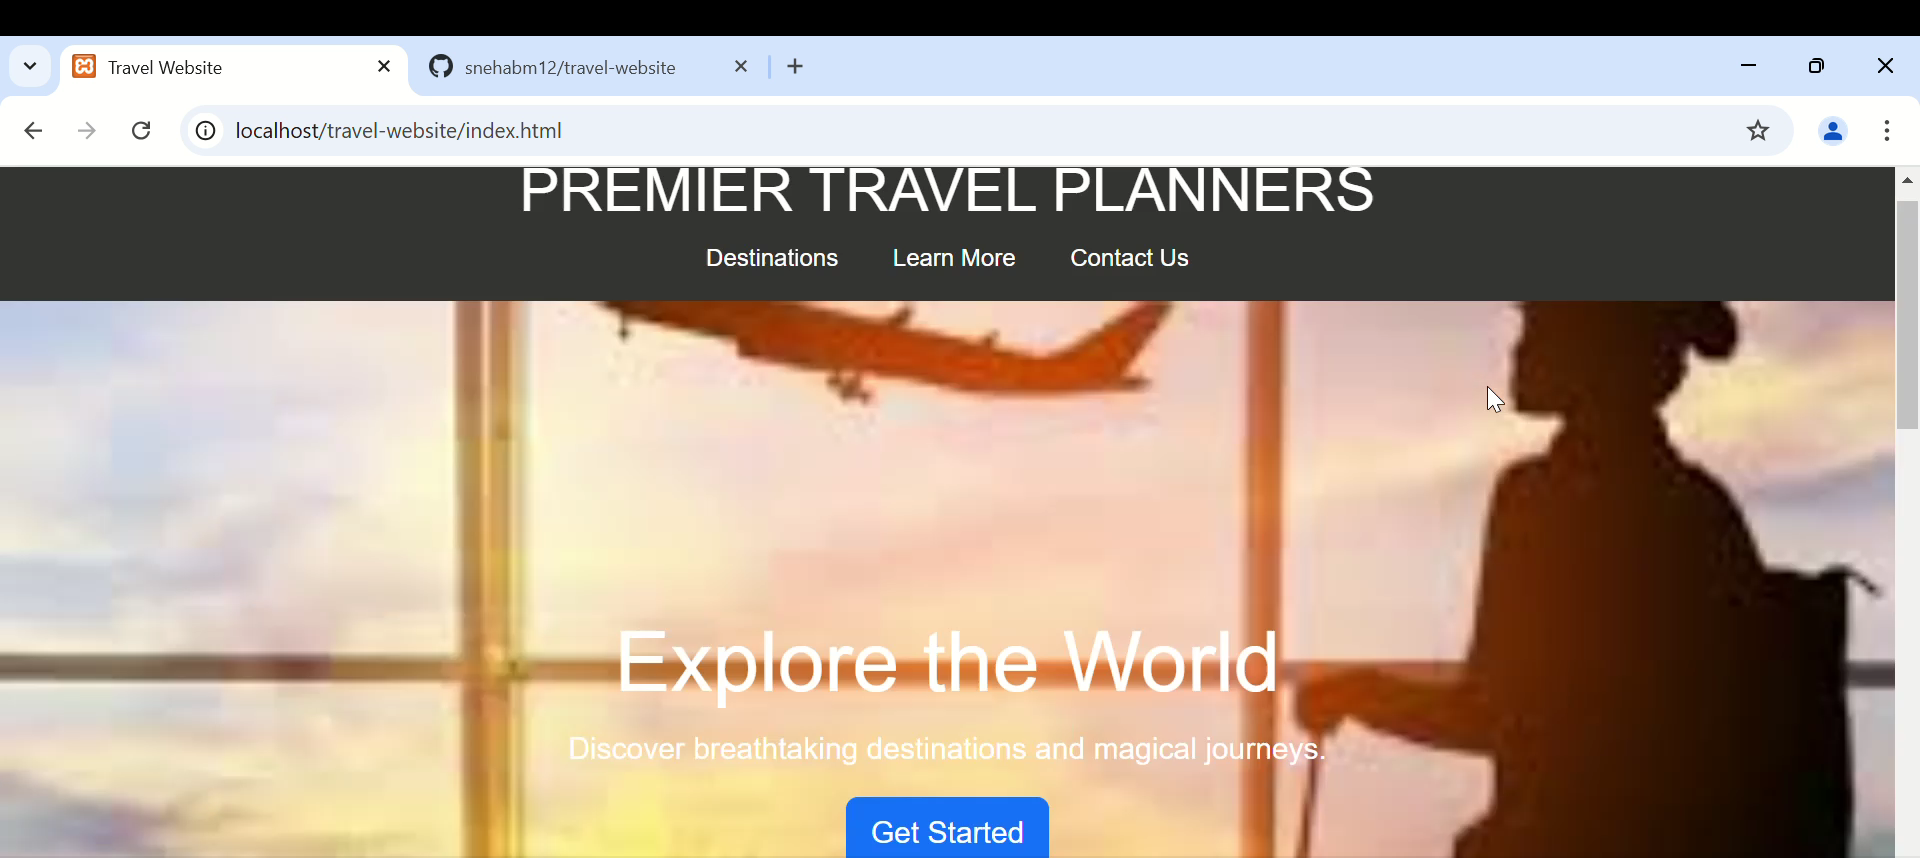 Travel Website
snehabm12/travel-website
localhost/travel-website/index.html
PREMIER TRAVEL PLANNERS
Destinations Learn More Contact Us
Explore the World
Discover breathtaking destinations and magical journeys.
Get Started